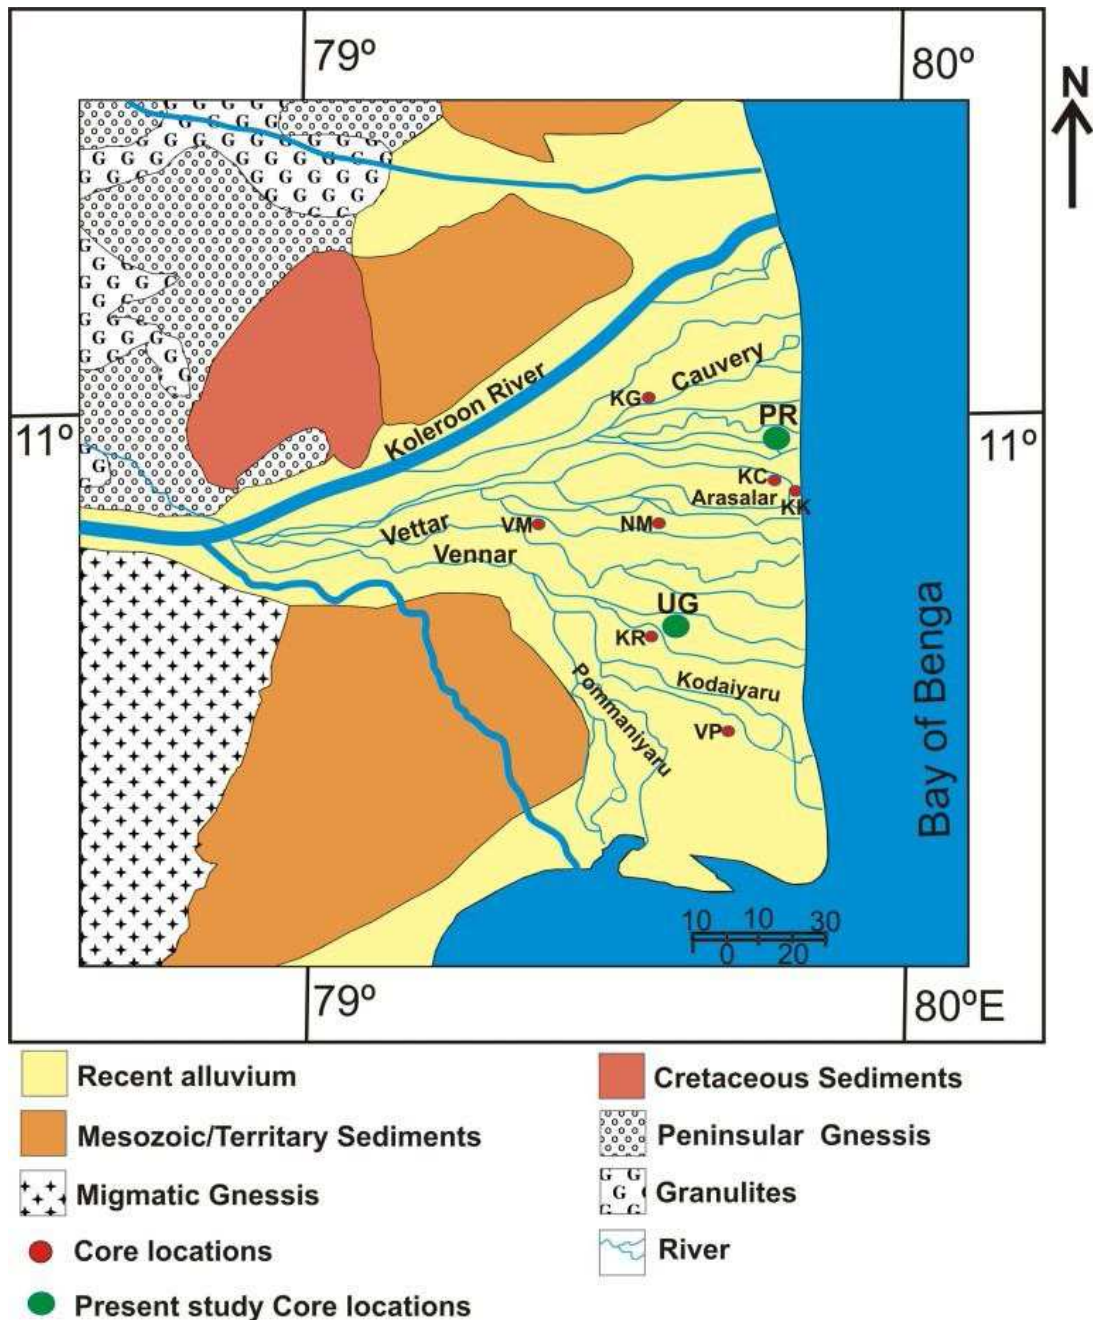 79º
80º
N
Koleroon River
Cauvery
KG
PR
11º
11º
KC
Arasalar
KK
Vettar
VM
NM
Vennar
UG
KR
Kodaiyaru
Pommaniyaru
VP
Bay of Benga
10 10 30
0 20
79º
80ºE
Recent alluvium
Cretaceous Sediments
Mesozoic/Territary Sediments
Peninsular Gnessis
G G
G
G G
Migmatic Gnessis
Granulites
Core locations
River
Present study Core locations